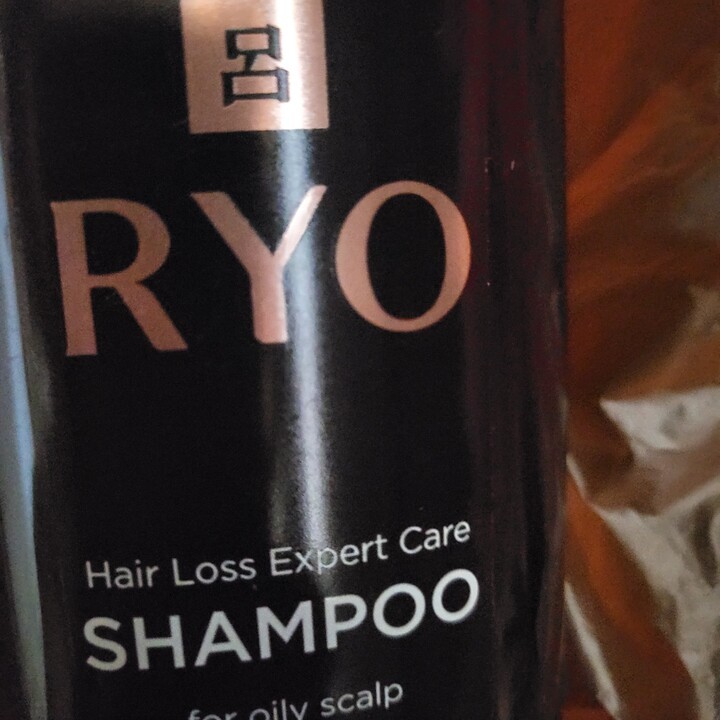 呂
RYO
Hair Loss Expert Care
SHAMPOO
for oily scalp